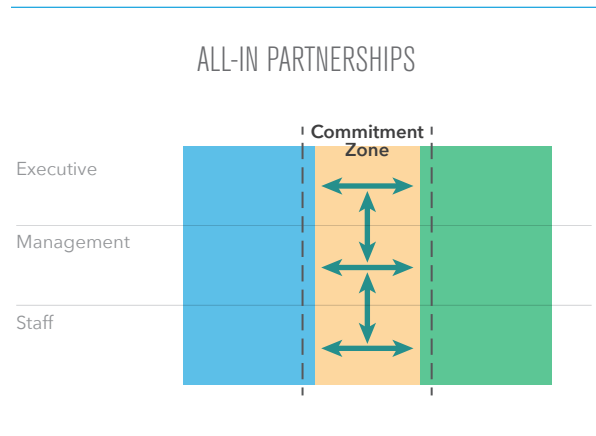 ALL-IN PARTNERSHIPS
Commitment
Zone
Executive
Management
Staff